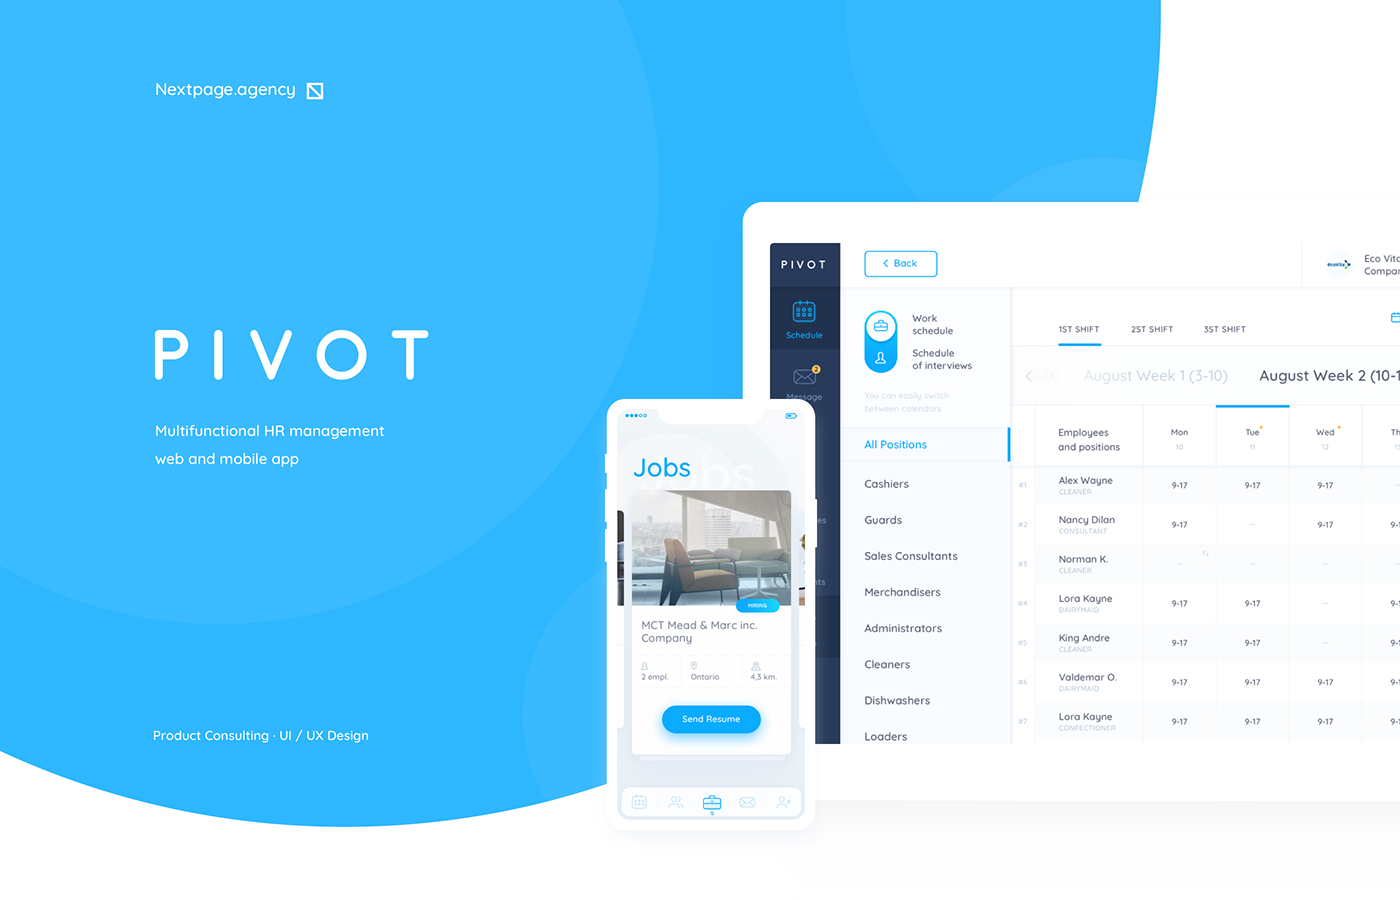 Nextpage.agency
PIVOT
Multifunctional HR management
web and mobile app
Product Consulting · UI / UX Design
Jobs
HIRING
MCT Mead & Marc inc.
Company
2 empl.
Ontario
4,3 km.
Send Resume
PIVOT
Schedule
2
Message
Back
Work
schedule
Schedule
of interviews
You can easily switch
between calendars
All Positions
Cashiers
Guards
Sales Consultants
Merchandisers
Administrators
Cleaners
Dishwashers
Loaders
Eco Vita
Compan
1ST SHIFT 2ST SHIFT 3ST SHIFT
August Week 1 (3-10) August Week 2 (10-1
Employees
and positions
Mon
10
Tue
11
Wed
12
Th
#1 Alex Wayne 9-17 9-17 9-17 —
CLEANER
#2 Nancy Dilan 9-17 — 9-17 9-1
CONSULTANT
#3 Norman K. —
CLEANER
#4 Lora Kayne 9-17 9-17 — 9-1
DAIRYMAID
#5 King Andre 9-17 9-17 — 9-1
CLEANER
#6 Valdemar O. 9-17 9-17 9-17 9-1
DAIRYMAID
#7 Lora Kayne 9-17 9-17 9-17 9-1
CONFECTIONER